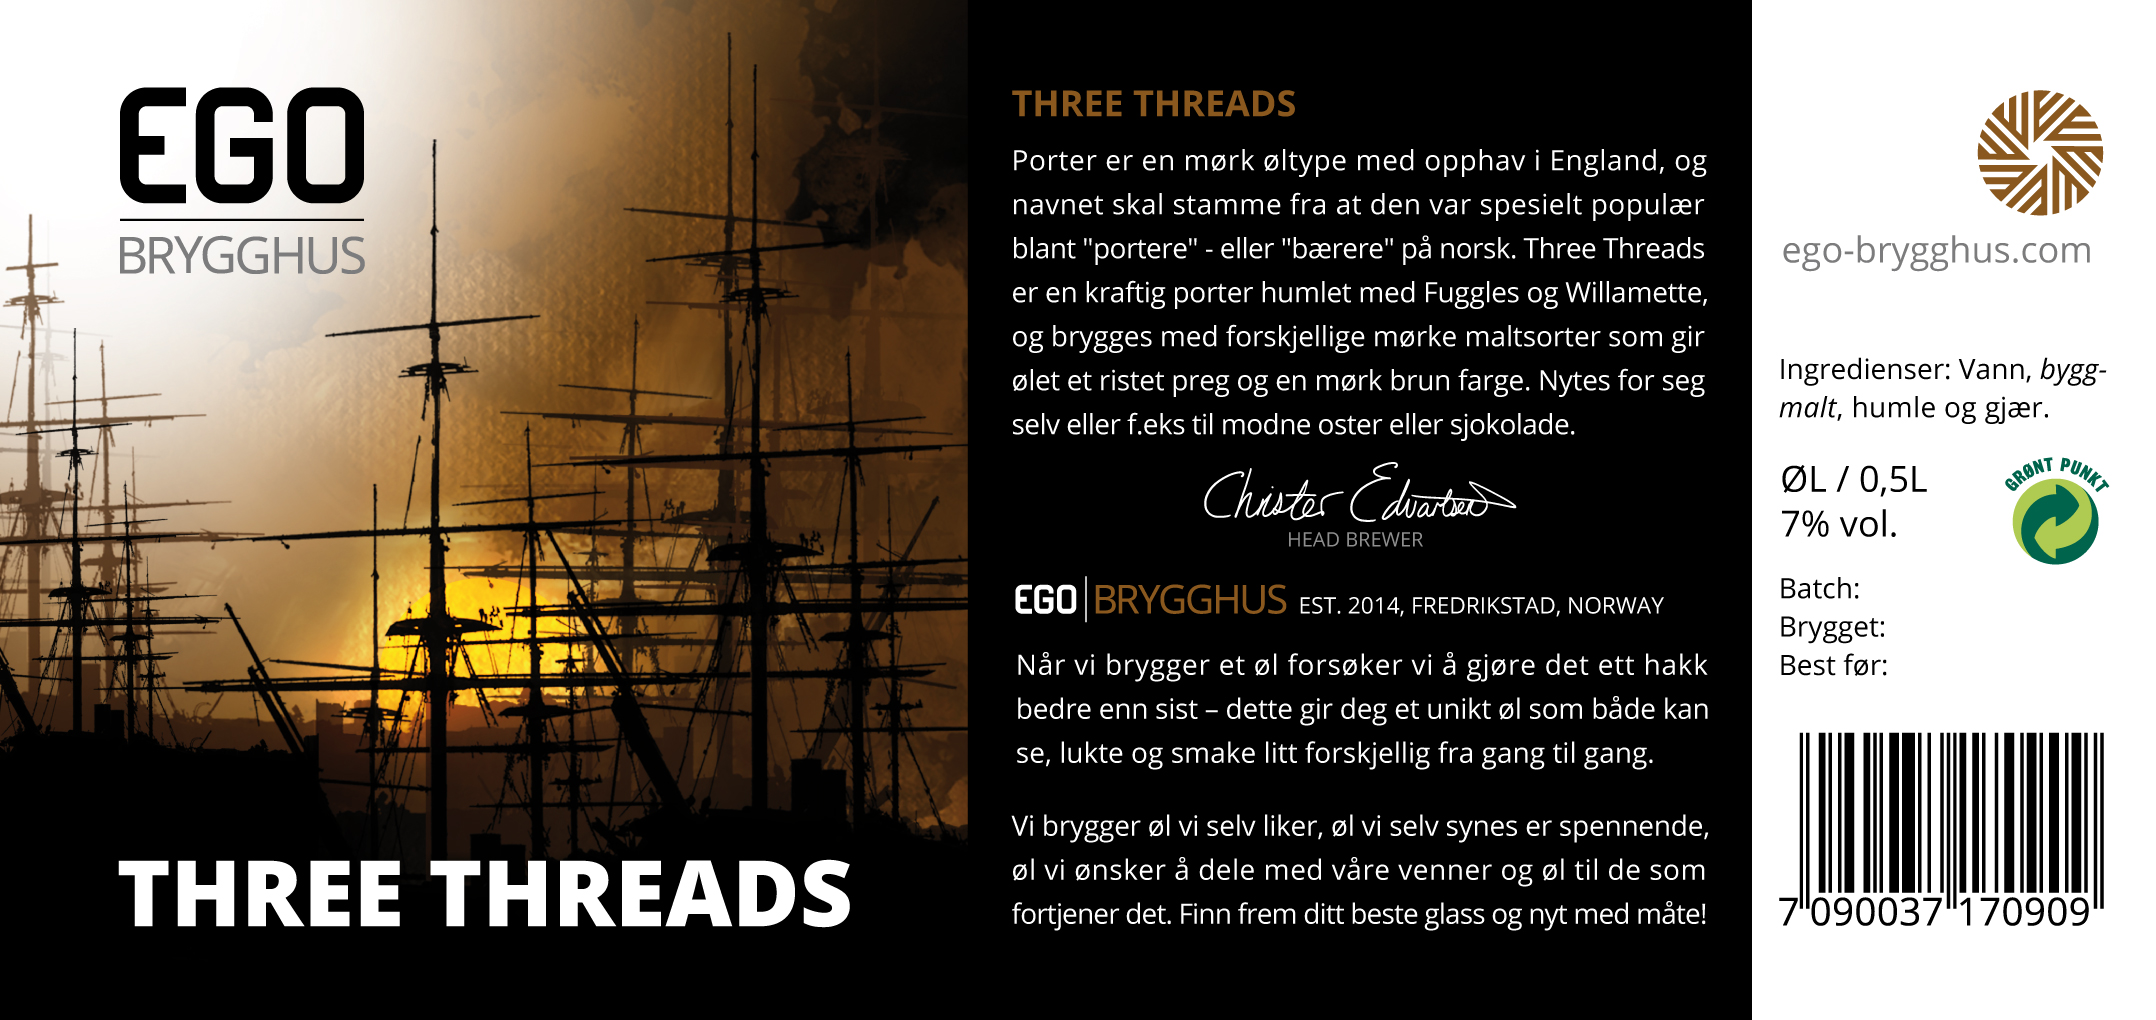 EGO
BRYGGHUS
THREE THREADS
THREE THREADS
Porter er en mørk øltype med opphav i England, og
navnet skal stamme fra at den var spesielt populær
blant "portere" - eller "bærere" på norsk. Three Threads
er en kraftig porter humlet med Fuggles og Willamette,
og brygges med forskjellige mørke maltsorter som gir
ølet et ristet preg og en mørk brun farge. Nytes for seg
selv eller f.eks til modne oster eller sjokolade.
Christer Edvartsen
HEAD BREWER
EGO BRYGGHUS EST. 2014, FREDRIKSTAD, NORWAY
Når vi brygger et øl forsøker vi å gjøre det ett hakk
bedre enn sist – dette gir deg et unikt øl som både kan
se, lukte og smake litt forskjellig fra gang til gang.
Vi brygger øl vi selv liker, øl vi selv synes er spennende,
øl vi ønsker å dele med våre venner og øl til de som
fortjener det. Finn frem ditt beste glass og nyt med måte!
ego-brygghus.com
Ingredienser: Vann, bygg-
malt, humle og gjær.
GRØNT PUNKT
ØL / 0,5L
7% vol.
Batch:
Brygget:
Best før:
7 090037 170909